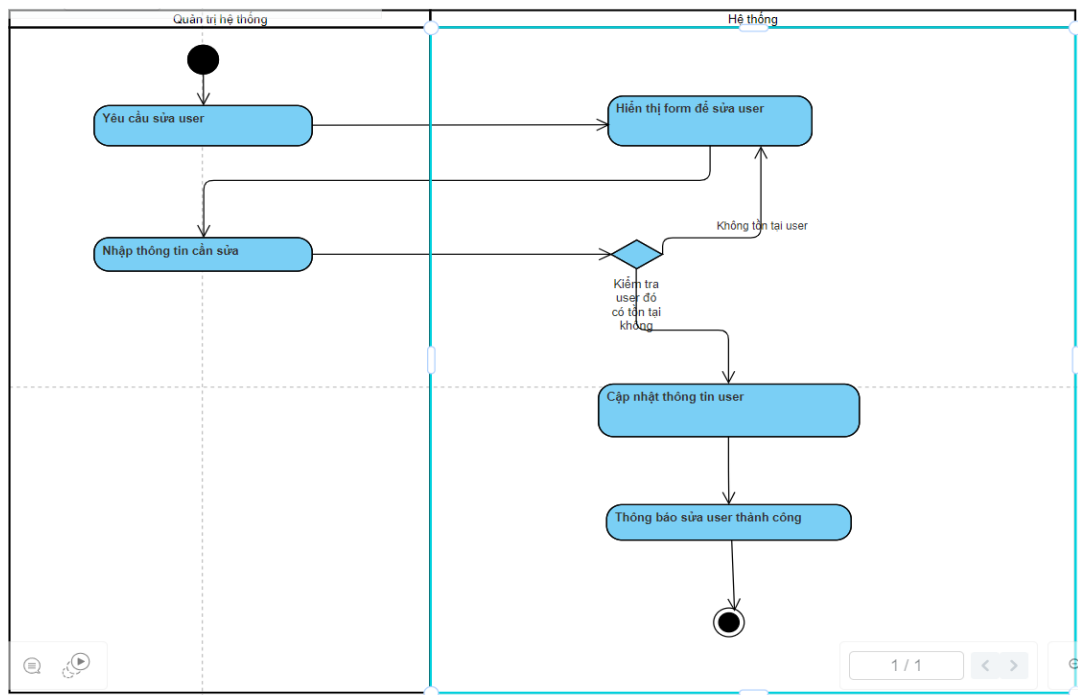 Quản trị hệ thống
Hệ thống
Yêu cầu sửa user
Hiển thị form để sửa user
Không tồn tại user
Nhập thông tin cần sửa
Kiểm tra
user đó
có tồn tại
không
Cập nhật thông tin user
Thông báo sửa user thành công
1 / 1